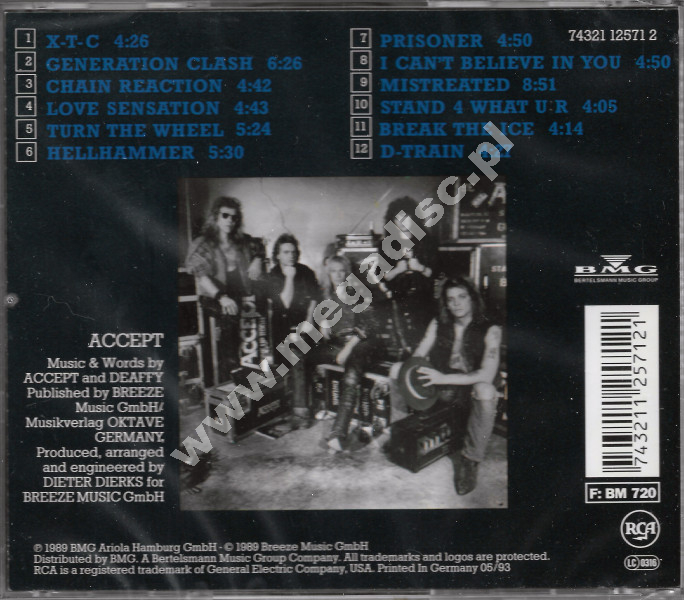 1 X-T-C 4:26
2 GENERATION CLASH 6:26
3 CHAIN REACTION 4:42
4 LOVE SENSATION 4:43
5 TURN THE WHEEL 5:24
6 HELLHAMMER 5:30
7 PRISONER 4:50
8 I CAN'T BELIEVE IN YOU 4:50
9 MISTREATED 8:51
10 STAND 4 WHAT U R 4:05
11 BREAK THE ICE 4:14
12 D-TRAIN
74321 12571 2
www.megadisc.pl
ACCEPT
BMG
BERTELSMANN MUSIC GROUP
ACCEPT
Music & Words by
ACCEPT and DEAFFY
Published by BREEZE
Music GmbH/
Musikverlag OKTAVE
GERMANY.
Produced, arranged
and engineered by
DIETER DIERKS for
BREEZE MUSIC GmbH
7 43211 25712 1
F: BM 720
RCA
LC 0316
℗ 1989 BMG Ariola Hamburg GmbH - © 1989 Breeze Music GmbH
Distributed by BMG. A Bertelsmann Music Group Company. All trademarks and logos are protected.
RCA is a registered trademark of General Electric Company, USA. Printed in Germany 05/93